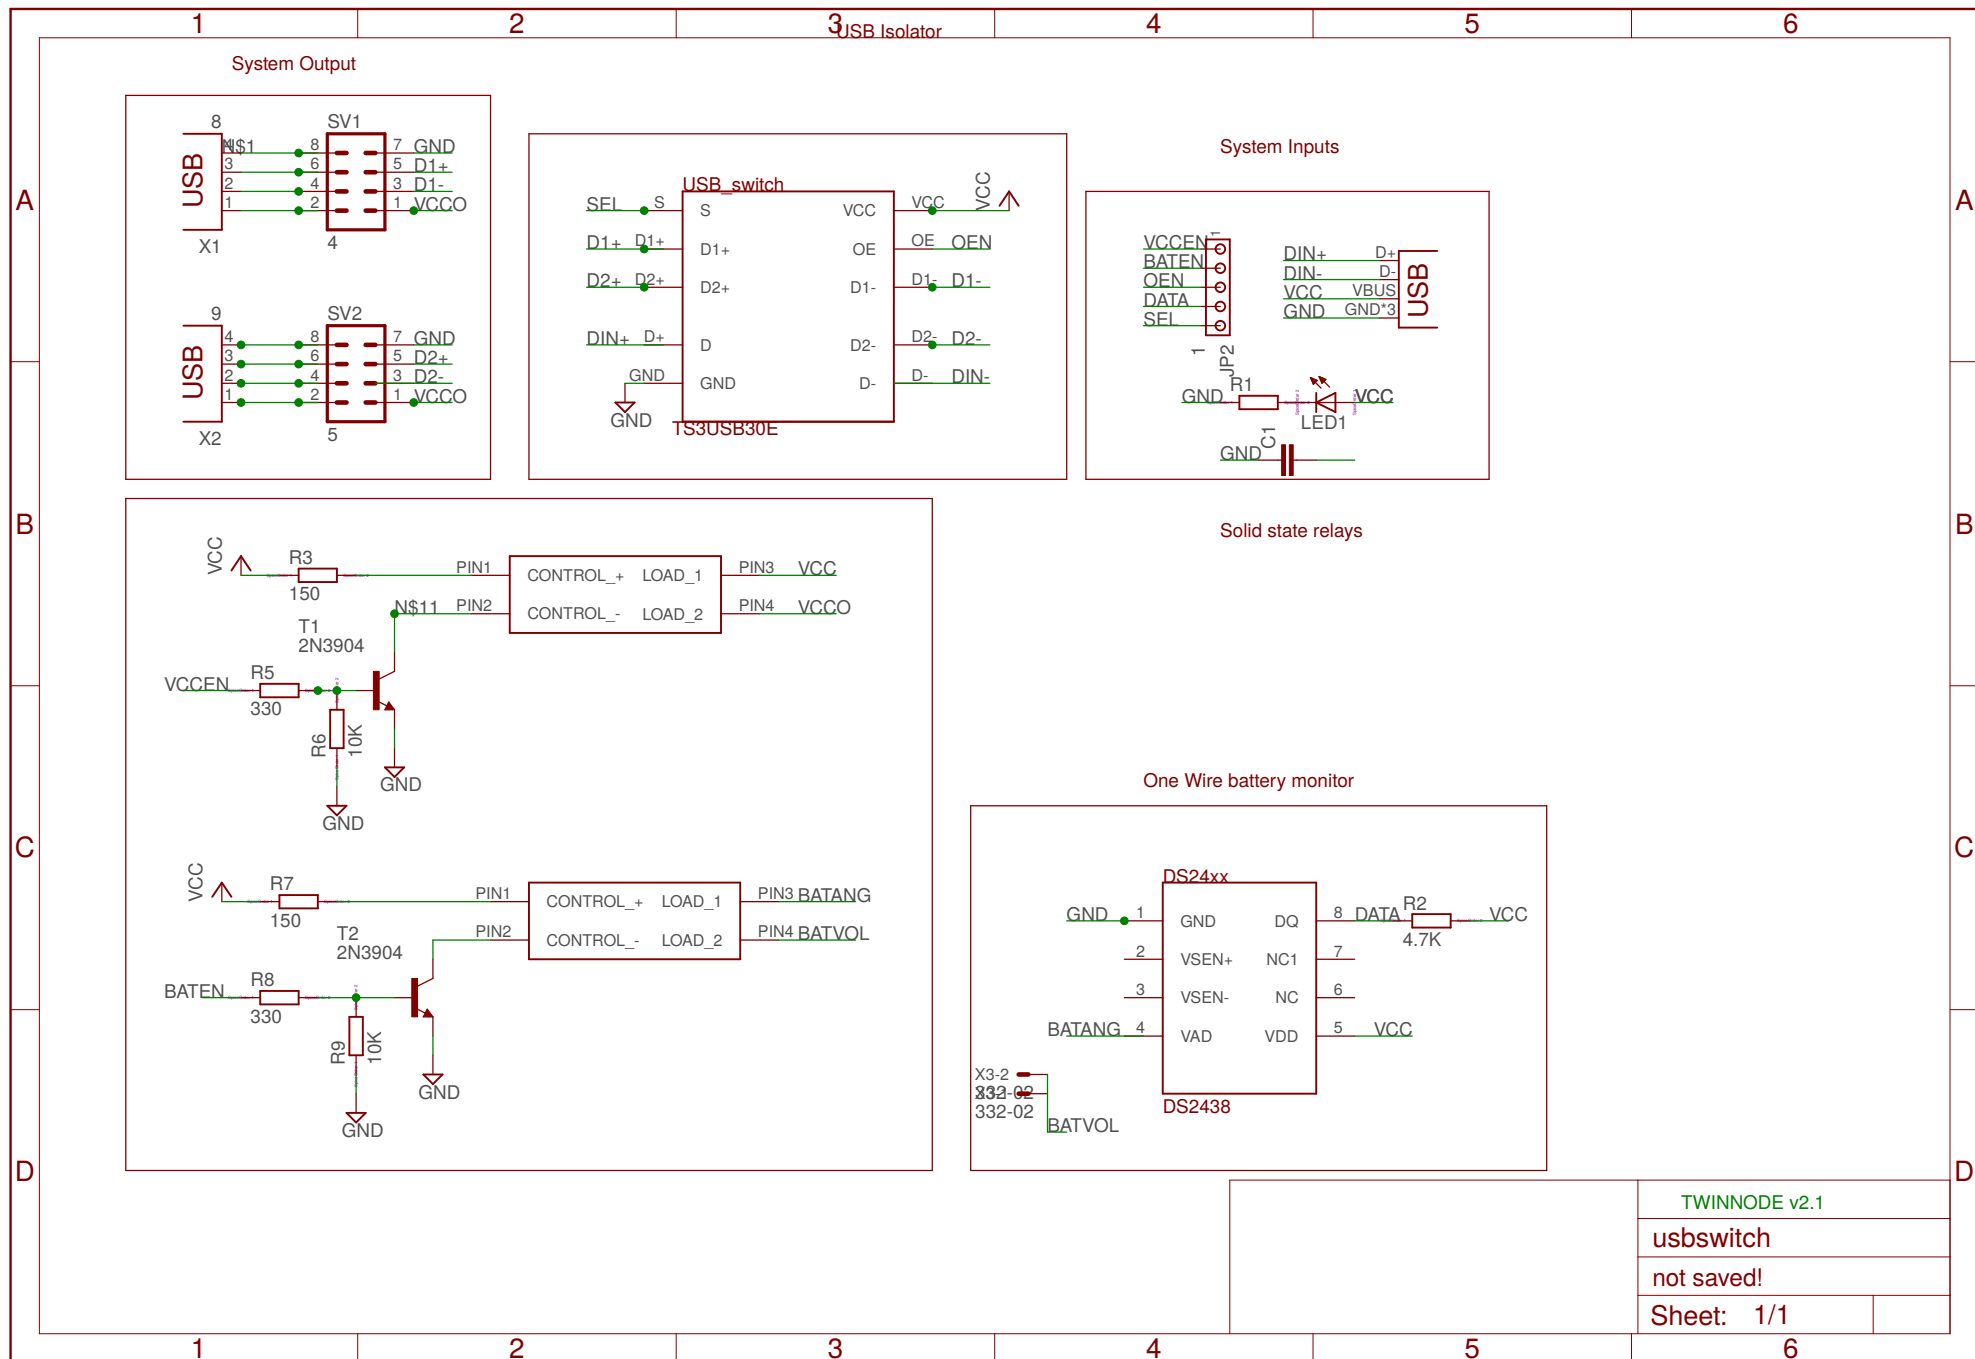 1 2 3 4 5 6
USB Isolator
System Output
8 SV1
N$1 8 7 GND
3 6 5 D1+
2 4 3 D1-
1 2 1 VCCO
USB
X1 4
9 SV2
4 8 7 GND
3 6 5 D2+
2 4 3 D2-
1 2 1 VCCO
USB
X2 5
USB_switch
SEL S S VCC VCC VCC
D1+ D1+ D1+ OE OE OEN
D2+ D2+ D2+ D1- D1- D1-
DIN+ D+ D D2- D2- D2-
GND GND D- D- DIN-
GND
TS3USB30E
System Inputs
VCCEN 1
BATEN
OEN
DATA
SEL
1 JP2
DIN+ D+
DIN- D-
VCC VBUS
GND GND*3
USB
GND R1 LED1 VCC
GND C1
A A
B B
C C
D D
Solid state relays
VCC R3 PIN1 CONTROL_+ LOAD_1 PIN3 VCC
150
N$11 PIN2 CONTROL_- LOAD_2 PIN4 VCCO
T1
2N3904
VCCEN R5
330
R6 10K
GND
GND
VCC R7 PIN1 CONTROL_+ LOAD_1 PIN3 BATANG
150
PIN2 CONTROL_- LOAD_2 PIN4 BATVOL
T2
2N3904
BATEN R8
330
R9 10K
GND
GND
One Wire battery monitor
DS24xx
GND 1 GND DQ 8 DATA R2 VCC
4.7K
2 VSEN+ NC1 7
3 VSEN- NC 6
BATANG 4 VAD VDD 5 VCC
X3-2
332-02
BATVOL
DS2438
TWINNODE v2.1
usbswitch
not saved!
Sheet: 1/1
1 2 3 4 5 6